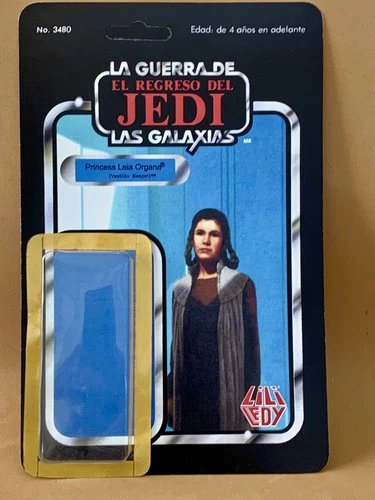 No. 3480
Edad: de 4 años en adelante
LA GUERRA DE
EL REGRESO DEL
JEDI
LAS GALAXIAS
MR
Princess Leia Organa®
(Vestido Bespin)
LILI
LEDY